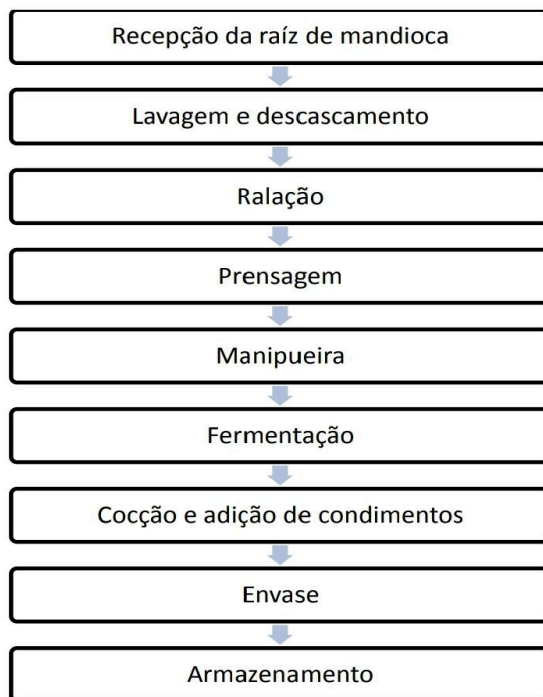 Recepção da raíz de mandioca
Lavagem e descascamento
Ralação
Prensagem
Manipueira
Fermentação
Cocção e adição de condimentos
Envase
Armazenamento